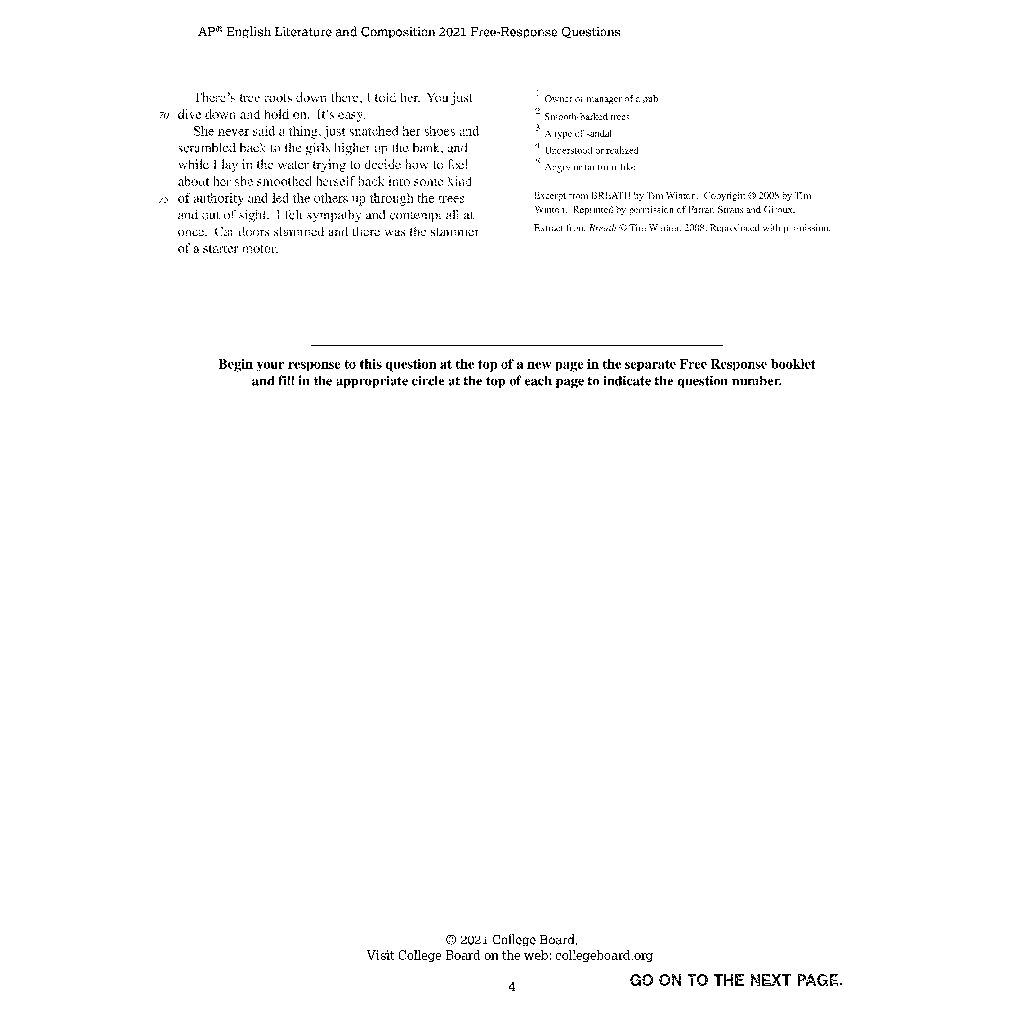 AP® English Literature and Composition 2021 Free-Response Questions
There's tree roots down there, I told her. You just
70 dive down and hold on. It's easy.
She never said a thing, just snatched her shoes and
scrambled back to the girls higher up the bank, and
while I lay in the water trying to decide how to feel
about her she smoothed herself back into some kind
75 of authority and led the others up through the trees
and out of sight. I felt sympathy and contempt all at
once. Car doors slammed and there was the stammer
of a starter motor.
1 Owner or manager of a pub
2 Smooth-barked trees
3 A type of sandal
4 Understood or realized
5 Angry or tantrum-like
Excerpt from BREATH by Tim Winton. Copyright © 2008 by Tim
Winton. Reprinted by permission of Farrar, Straus and Giroux.
Extract from Breath © Tim Winton, 2008. Reproduced with permission.
Begin your response to this question at the top of a new page in the separate Free Response booklet
and fill in the appropriate circle at the top of each page to indicate the question number.
© 2021 College Board.
Visit College Board on the web: collegeboard.org
GO ON TO THE NEXT PAGE.
4